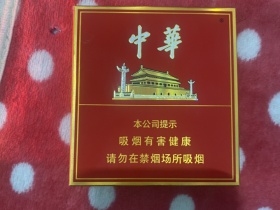 中華
本公司提示
吸烟有害健康
请勿在禁烟场所吸烟